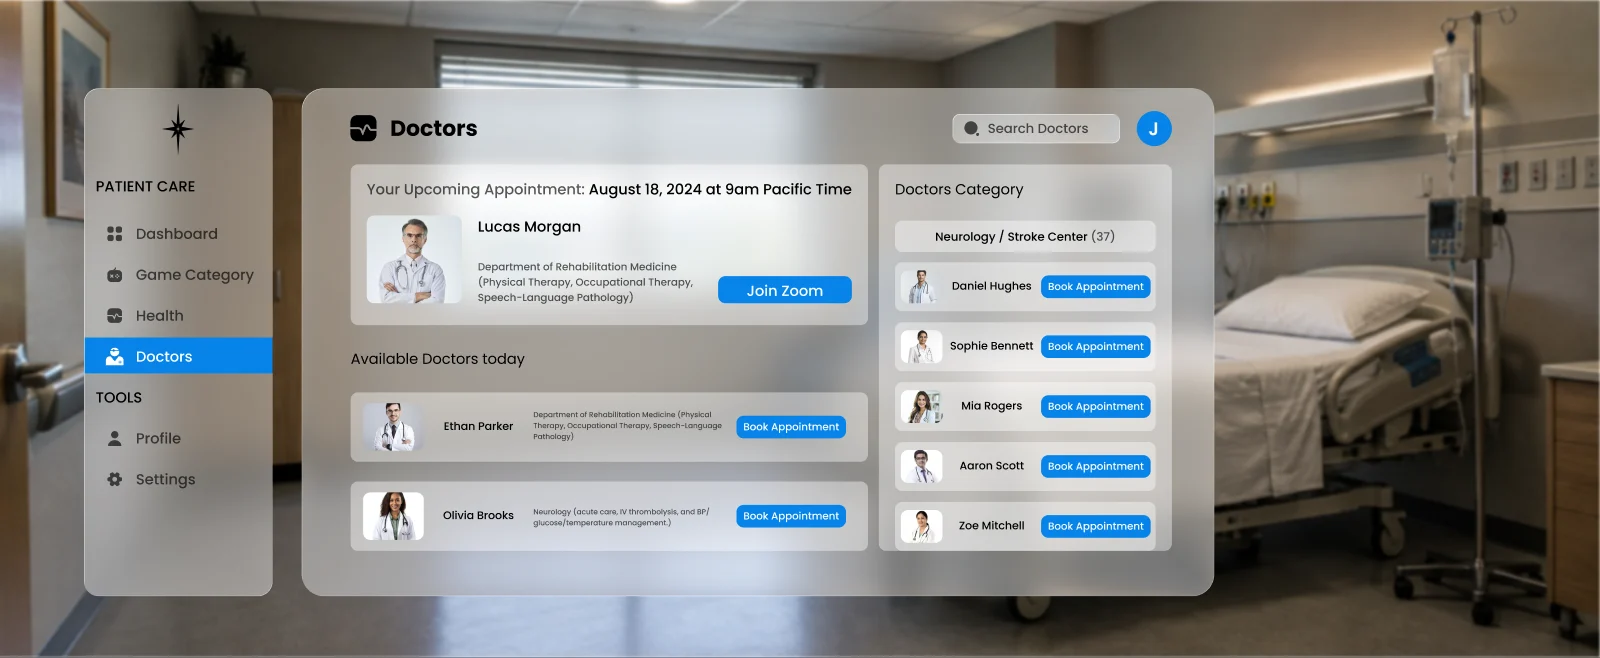 PATIENT CARE
Dashboard
Game Category
Health
Doctors
TOOLS
Profile
Settings
Doctors
Search Doctors
J
Your Upcoming Appointment: August 18, 2024 at 9am Pacific Time
Lucas Morgan
Department of Rehabilitation Medicine
(Physical Therapy, Occupational Therapy,
Speech-Language Pathology)
Join Zoom
Available Doctors today
Ethan Parker
Department of Rehabilitation Medicine (Physical
Therapy, Occupational Therapy, Speech-Language
Pathology)
Book Appointment
Olivia Brooks
Neurology (acute care, IV thrombolysis, and BP/
glucose/temperature management.)
Book Appointment
Doctors Category
Neurology / Stroke Center (37)
Daniel Hughes
Book Appointment
Sophie Bennett
Book Appointment
Mia Rogers
Book Appointment
Aaron Scott
Book Appointment
Zoe Mitchell
Book Appointment